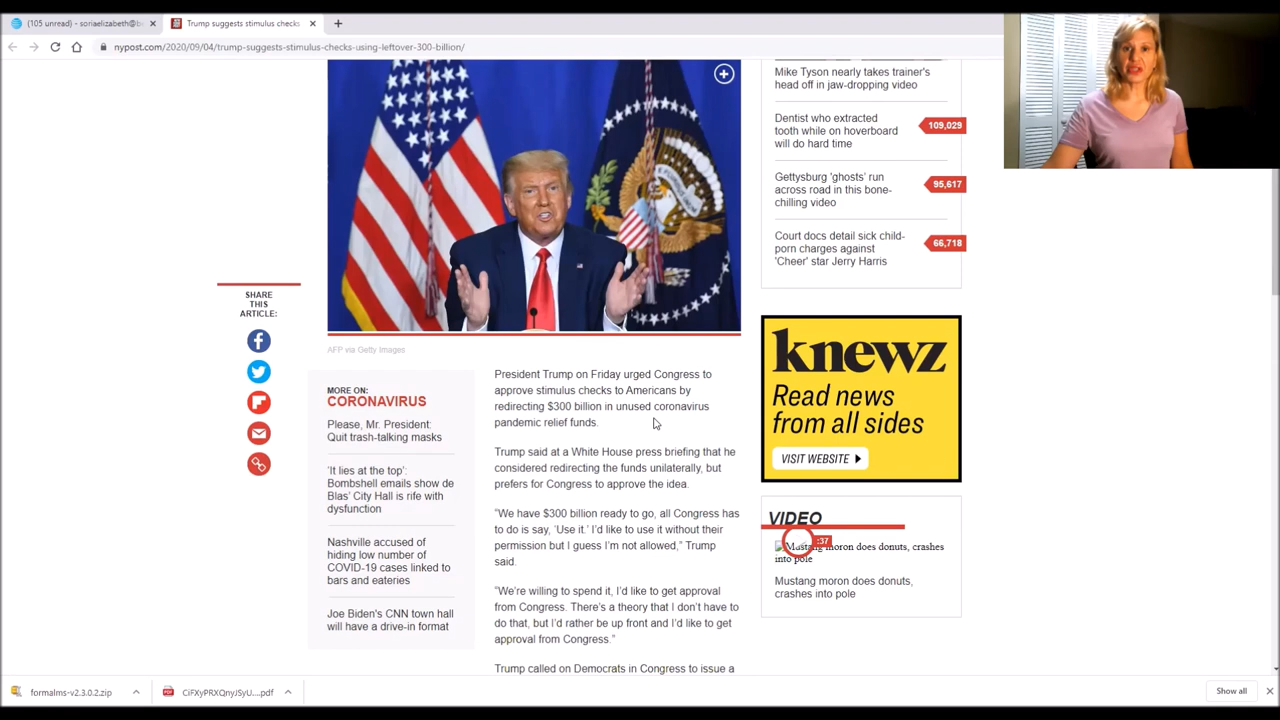 (105 unread) - soriaelizabeth@b
Trump suggests stimulus checks
SHARE
THIS
ARTICLE:
AFP via Getty Images
MORE ON:
CORONAVIRUS
Please, Mr. President:
Quit trash-talking masks
'It lies at the top':
Bombshell emails show de
Blas' City Hall is rife with
dysfunction
Nashville accused of
hiding low number of
COVID-19 cases linked to
bars and eateries
Joe Biden's CNN town hall
will have a drive-in format
President Trump on Friday urged Congress to
approve stimulus checks to Americans by
redirecting $300 billion in unused coronavirus
pandemic relief funds.
Trump said at a White House press briefing that he
considered redirecting the funds unilaterally, but
prefers for Congress to approve the idea.
“We have $300 billion ready to go, all Congress has
to do is say, ‘Use it.’ I’d like to use it without their
permission but I guess I’m not allowed,” Trump
said.
“We’re willing to spend it, I’d like to get approval
from Congress. There’s a theory that I don’t have to
do that, but I’d rather be up front and I’d like to get
approval from Congress.”
Trump called on Democrats in Congress to issue a
Mike Tyson nearly takes trainer's
head off in jaw-dropping video
Dentist who extracted
tooth while on hoverboard
will do hard time
109,029
Gettysburg 'ghosts' run
across road in this bone-
chilling video
95,617
Court docs detail sick child-
porn charges against
'Cheer' star Jerry Harris
66,718
knewz
Read news
from all sides
VISIT WEBSITE
VIDEO
:37
Mustang moron does donuts, crashes
into pole
Mustang moron does donuts,
crashes into pole
formalms-v2.3.0.2.zip
CiFXyPRXQnyJSyU....pdf
Show all